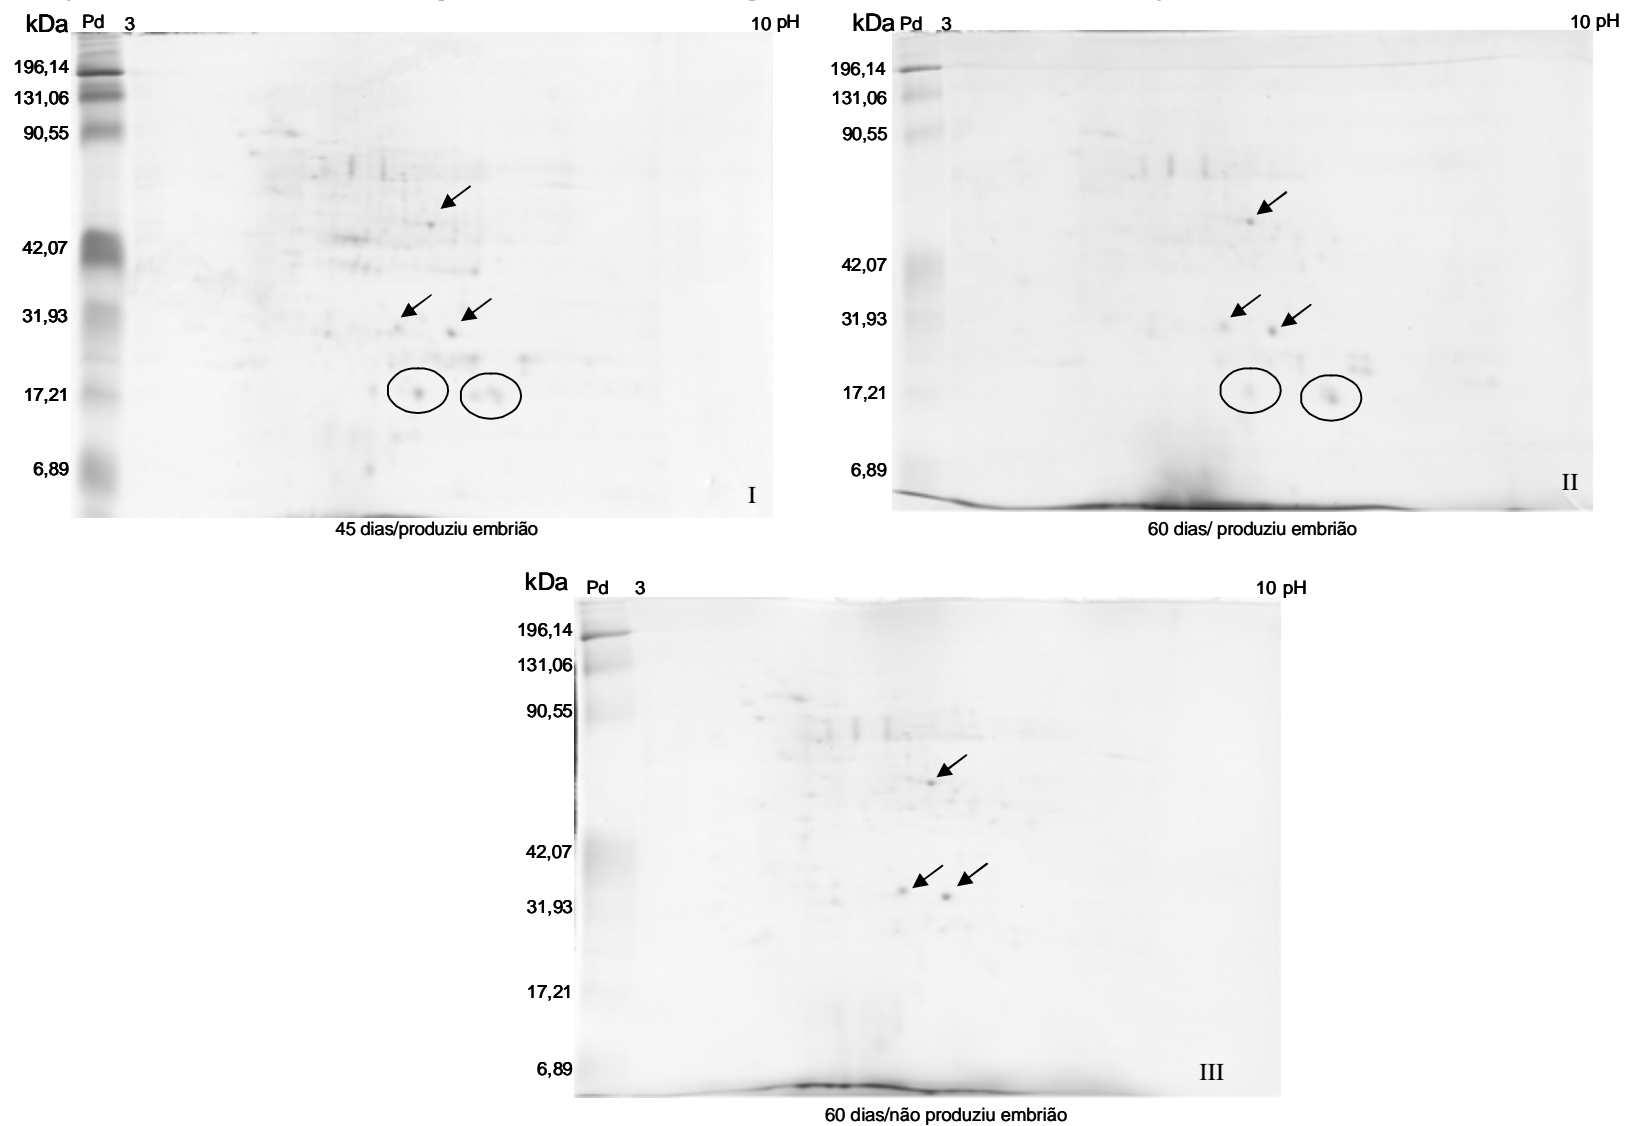 kDa Pd 3 10 pH
196,14
131,06
90,55
42,07
31,93
17,21
6,89
I
45 dias/produziu embrião
kDa Pd 3 10 pH
196,14
131,06
90,55
42,07
31,93
17,21
6,89
II
60 dias/ produziu embrião
kDa Pd 3 10 pH
196,14
131,06
90,55
42,07
31,93
17,21
6,89
III
60 dias/não produziu embrião